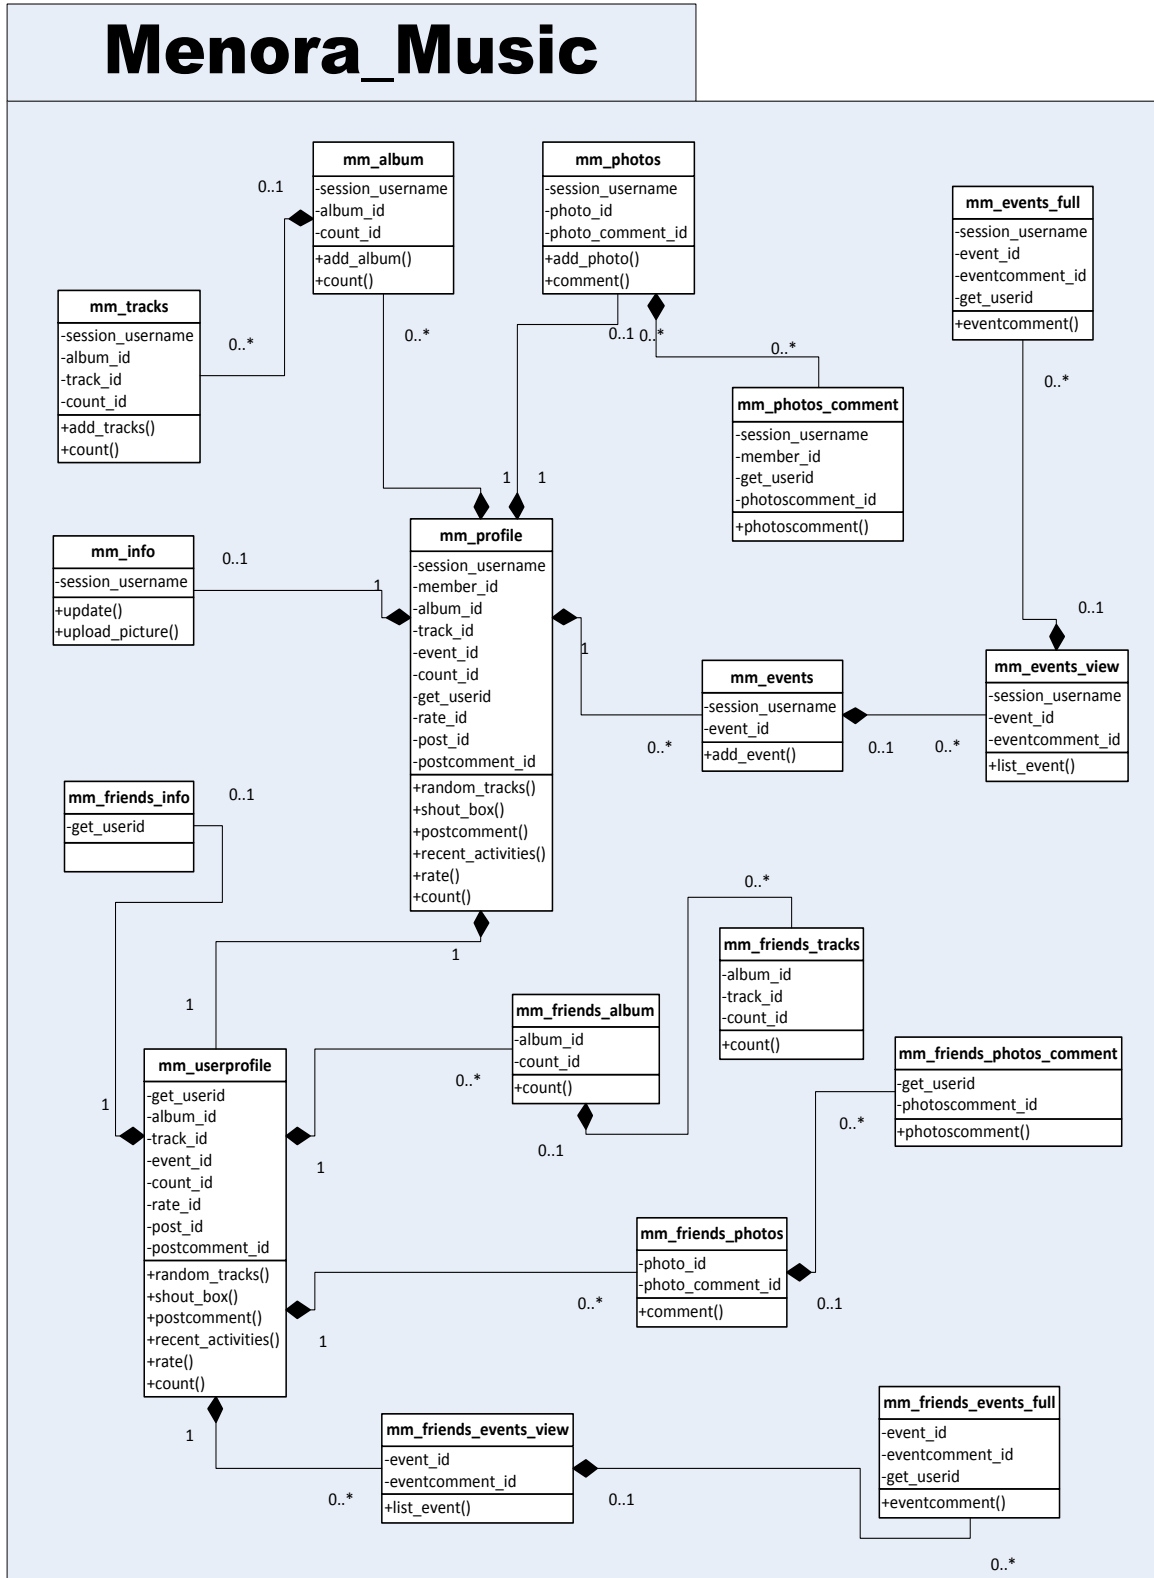 Menora_Music
mm_album
-session_username
-album_id
-count_id
+add_album()
+count()
0..1
0..*
mm_photos
-session_username
-photo_id
-photo_comment_id
+add_photo()
+comment()
0..1
0..*
0..*
mm_events_full
-session_username
-event_id
-eventcomment_id
-get_userid
+eventcomment()
0..*
mm_tracks
-session_username
-album_id
-track_id
-count_id
+add_tracks()
+count()
0..*
mm_photos_comment
-session_username
-member_id
-get_userid
-photoscomment_id
+photoscomment()
1
1
mm_info
-session_username
+update()
+upload_picture()
0..1
1
mm_profile
-session_username
-member_id
-album_id
-track_id
-event_id
-count_id
-get_userid
-rate_id
-post_id
-postcomment_id
+random_tracks()
+shout_box()
+postcomment()
+recent_activities()
+rate()
+count()
1
0..*
mm_events
-session_username
-event_id
+add_event()
0..1
0..*
0..1
mm_events_view
-session_username
-event_id
-eventcomment_id
+list_event()
mm_friends_info
-get_userid
0..1
1
1
1
mm_friends_tracks
-album_id
-track_id
-count_id
+count()
0..*
mm_friends_album
-album_id
-count_id
+count()
0..*
0..1
mm_friends_photos_comment
-get_userid
-photoscomment_id
+photoscomment()
0..*
mm_userprofile
-get_userid
-album_id
-track_id
-event_id
-count_id
-rate_id
-post_id
-postcomment_id
+random_tracks()
+shout_box()
+postcomment()
+recent_activities()
+rate()
+count()
1
1
1
mm_friends_photos
-photo_id
-photo_comment_id
+comment()
0..*
0..1
mm_friends_events_view
-event_id
-eventcomment_id
+list_event()
0..*
0..1
mm_friends_events_full
-event_id
-eventcomment_id
-get_userid
+eventcomment()
0..*